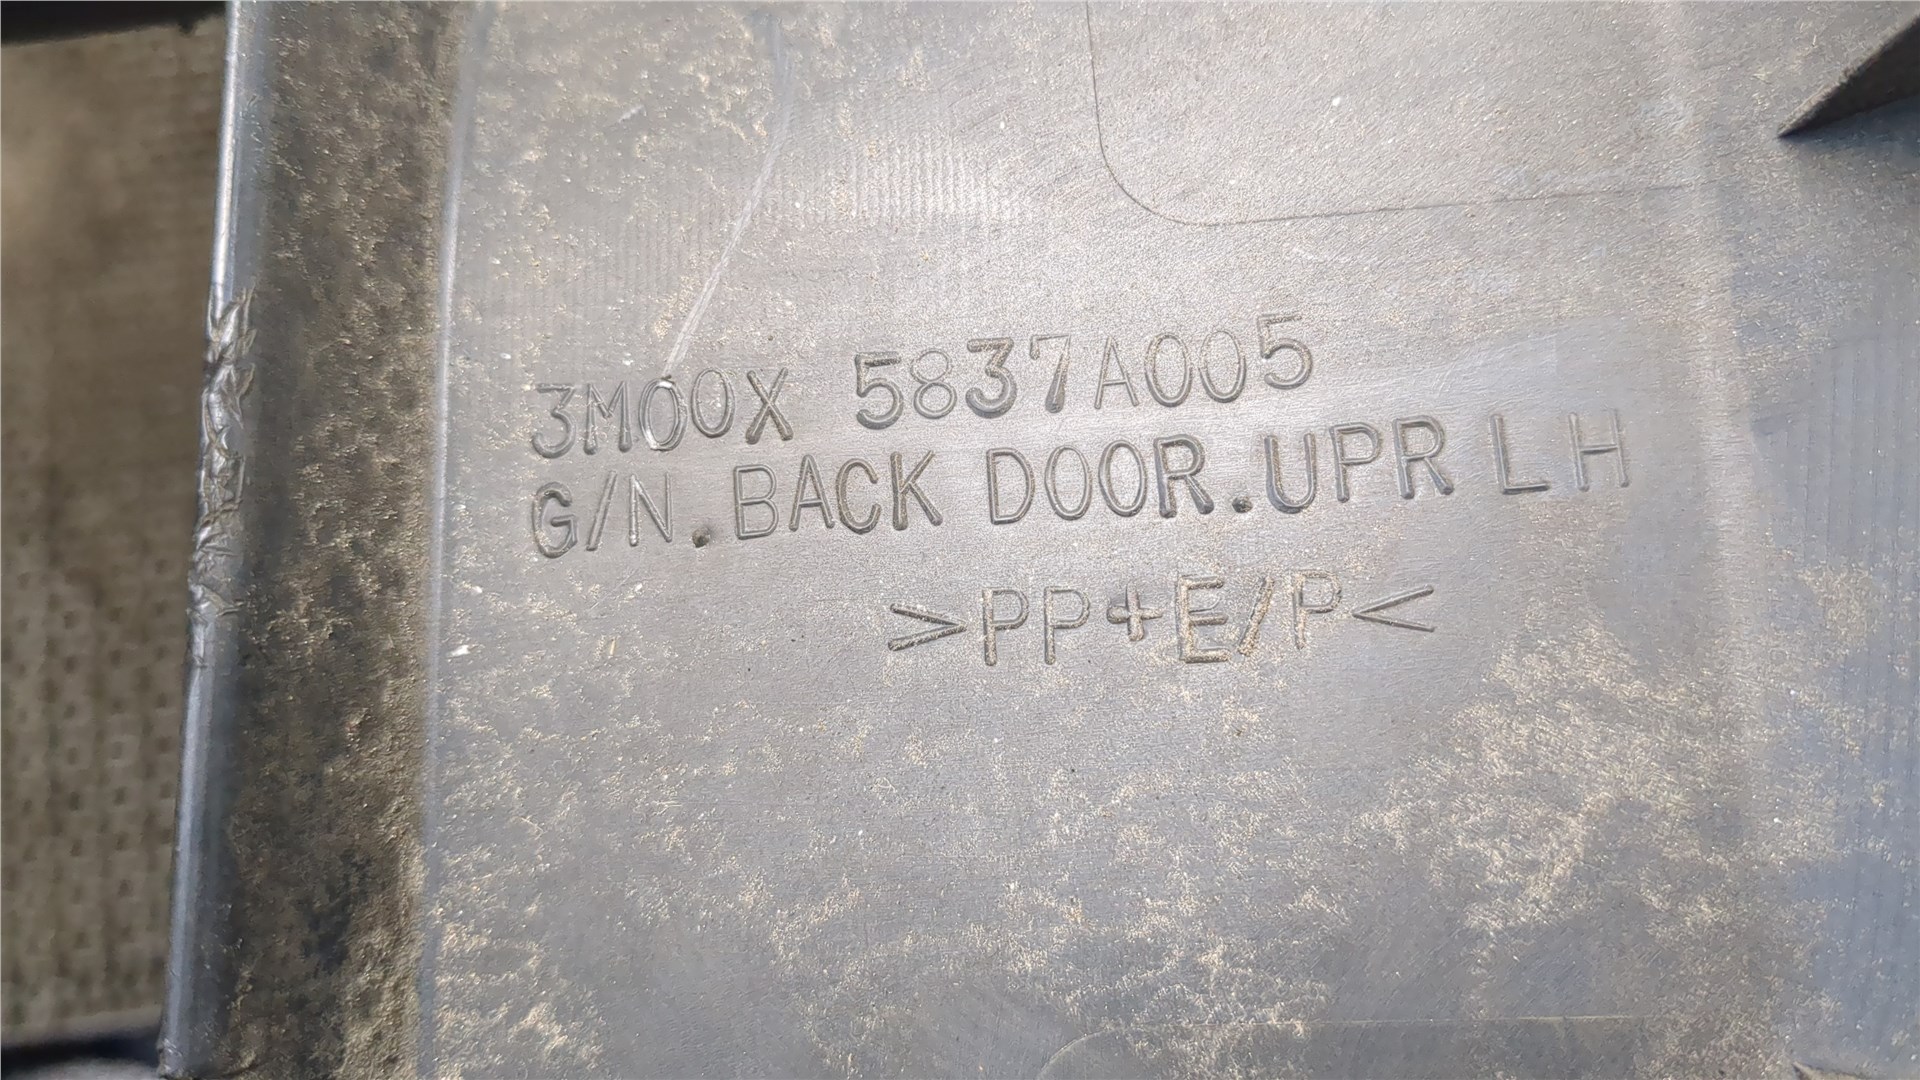 3M00X 5837A005
G/N.BACK DOOR.UPR LH
>PP+E/P<